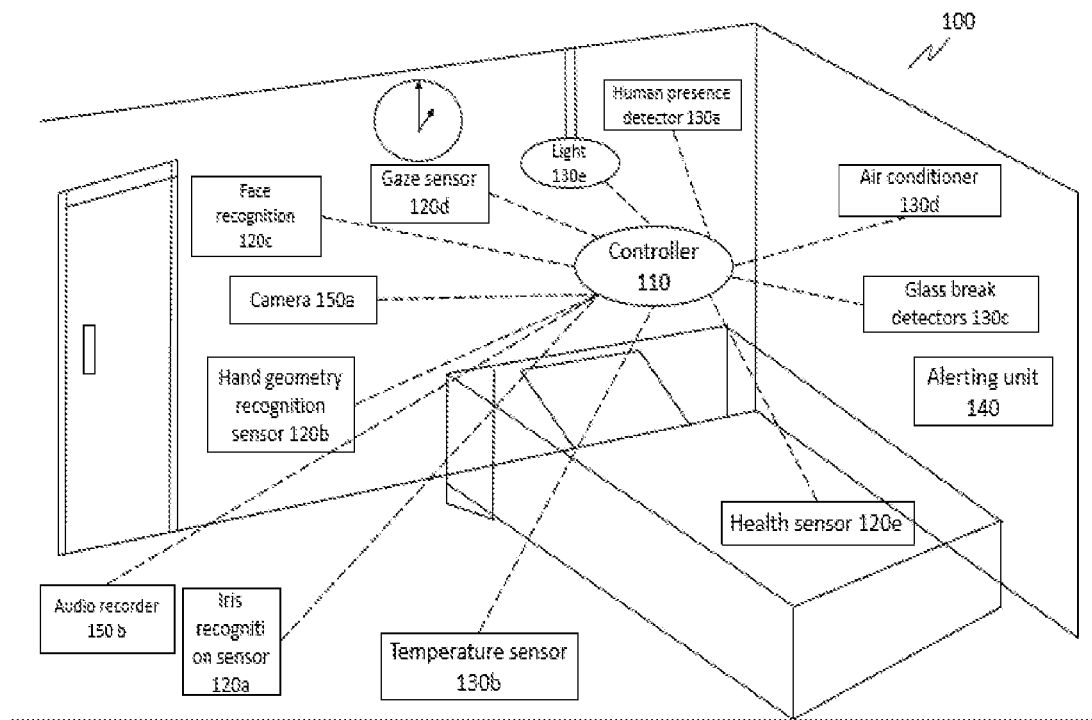 100
Human presence
detector 130a
Light
130e
Gaze sensor
120d
Air conditioner
130d
Face
recognition
120c
Controller
110
Camera 150a
Glass break
detectors 130c
Hand geometry
recognition
sensor 120b
Alerting unit
140
Health sensor 120e
Audio recorder
150 b
Iris
recogniti
on sensor
120a
Temperature sensor
130b